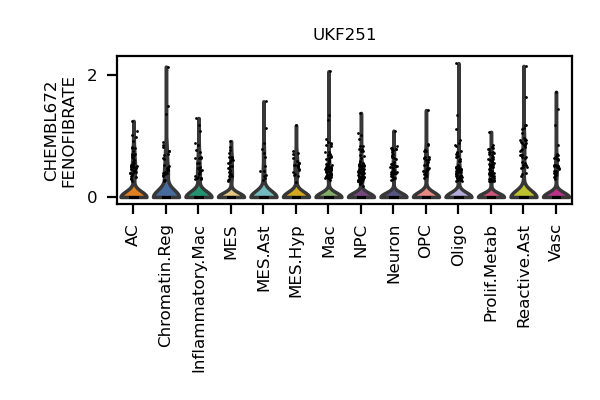 UKF251
CHEMBL672
FENOFIBRATE
2
0
AC
Chromatin.Reg
Inflammatory.Mac
MES
MES.Ast
MES.Hyp
Mac
NPC
Neuron
OPC
Oligo
Prolif.Metab
Reactive.Ast
Vasc